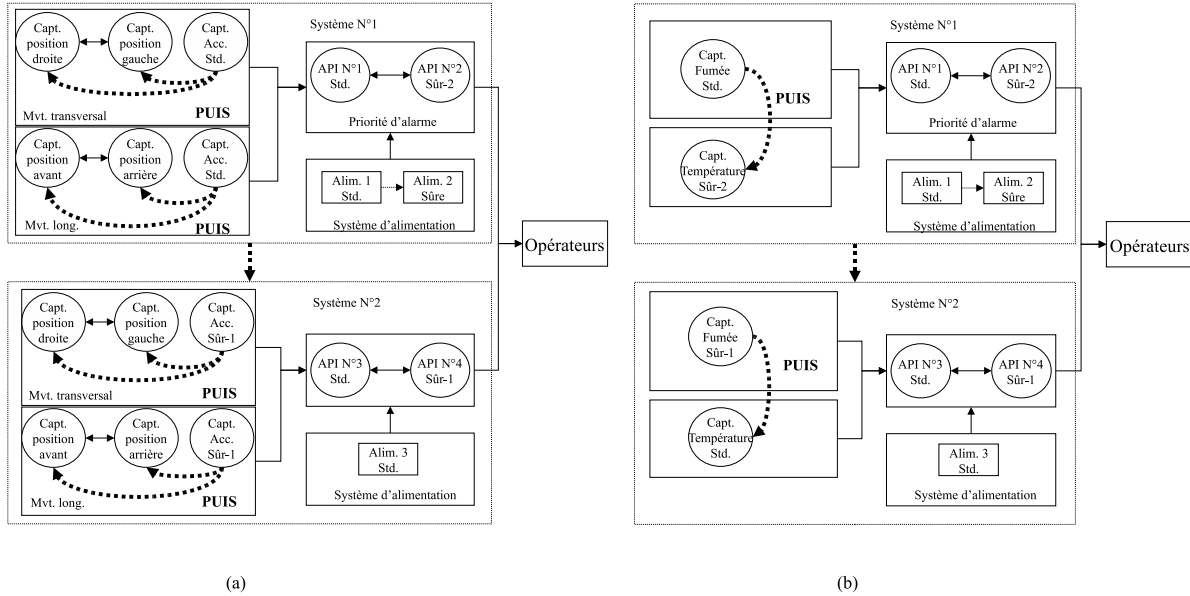 Système N°1
Capt.
position
droite
Capt.
position
gauche
Capt.
Acc.
Std.
Mvt. transversal
PUIS
Capt.
position
avant
Capt.
position
arrière
Capt.
Acc.
Std.
Mvt. long.
PUIS
API N°1
Std.
API N°2
Sûr-2
Priorité d'alarme
Alim. 1
Std.
Alim. 2
Sûre
Système d'alimentation
Opérateurs
Système N°2
Capt.
position
droite
Capt.
position
gauche
Capt.
Acc.
Sûr-1
Mvt. transversal
PUIS
Capt.
position
avant
Capt.
position
arrière
Capt.
Acc.
Sûr-1
Mvt. long.
PUIS
API N°3
Std.
API N°4
Sûr-1
Alim. 3
Std.
Système d'alimentation
(a)
Système N°1
Capt.
Fumée
Std.
PUIS
Capt.
Température
Sûr-2
API N°1
Std.
API N°2
Sûr-2
Priorité d'alarme
Alim. 1
Std.
Alim. 2
Sûre
Système d'alimentation
Opérateurs
Système N°2
Capt.
Fumée
Sûr-1
PUIS
Capt.
Température
Std.
API N°3
Std.
API N°4
Sûr-1
Alim. 3
Std.
Système d'alimentation
(b)